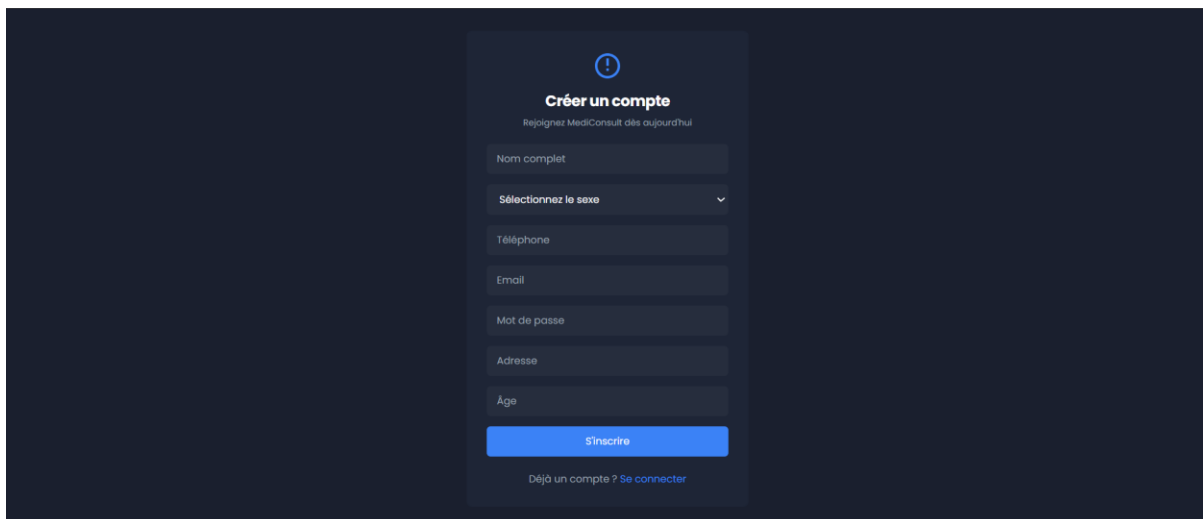 Créer un compte
Rejoignez MediConsult dès aujourd'hui
Nom complet
Sélectionnez le sexe
Téléphone
Email
Mot de passe
Adresse
Âge
S'inscrire
Déjà un compte ? Se connecter